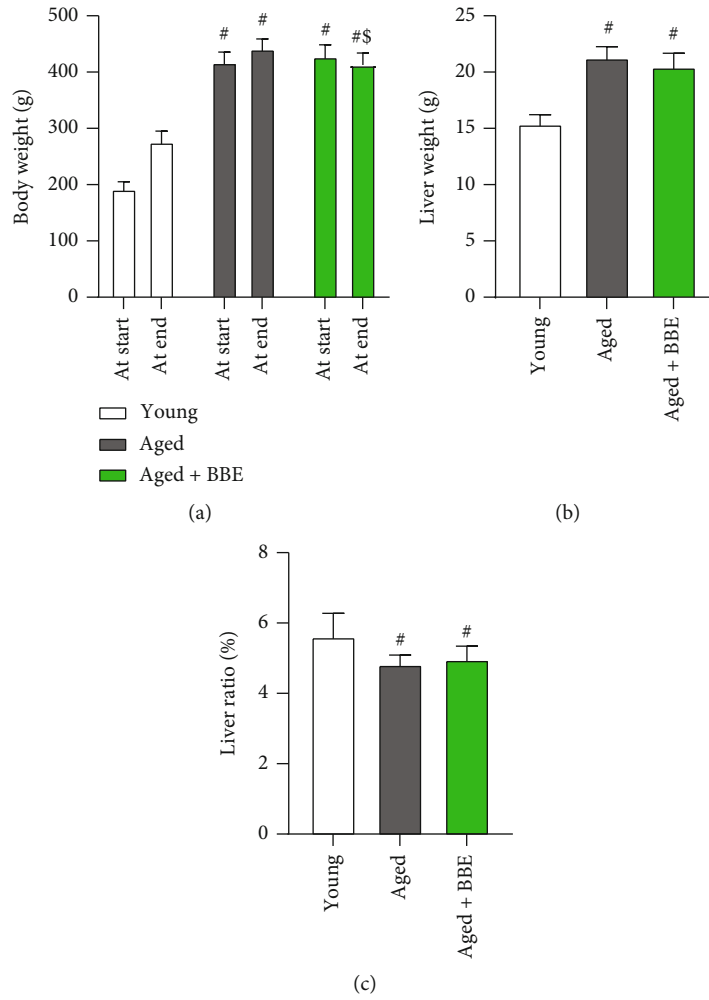 500
400
300
200
100
0
Body weight (g)
#
#
#
#$
At start
At end
At start
At end
At start
At end
Young
Aged
Aged + BBE
(a)
25
20
15
10
5
0
Liver weight (g)
#
#
Young
Aged
Aged + BBE
(b)
8
6
4
2
0
Liver ratio (%)
#
#
Young
Aged
Aged + BBE
(c)